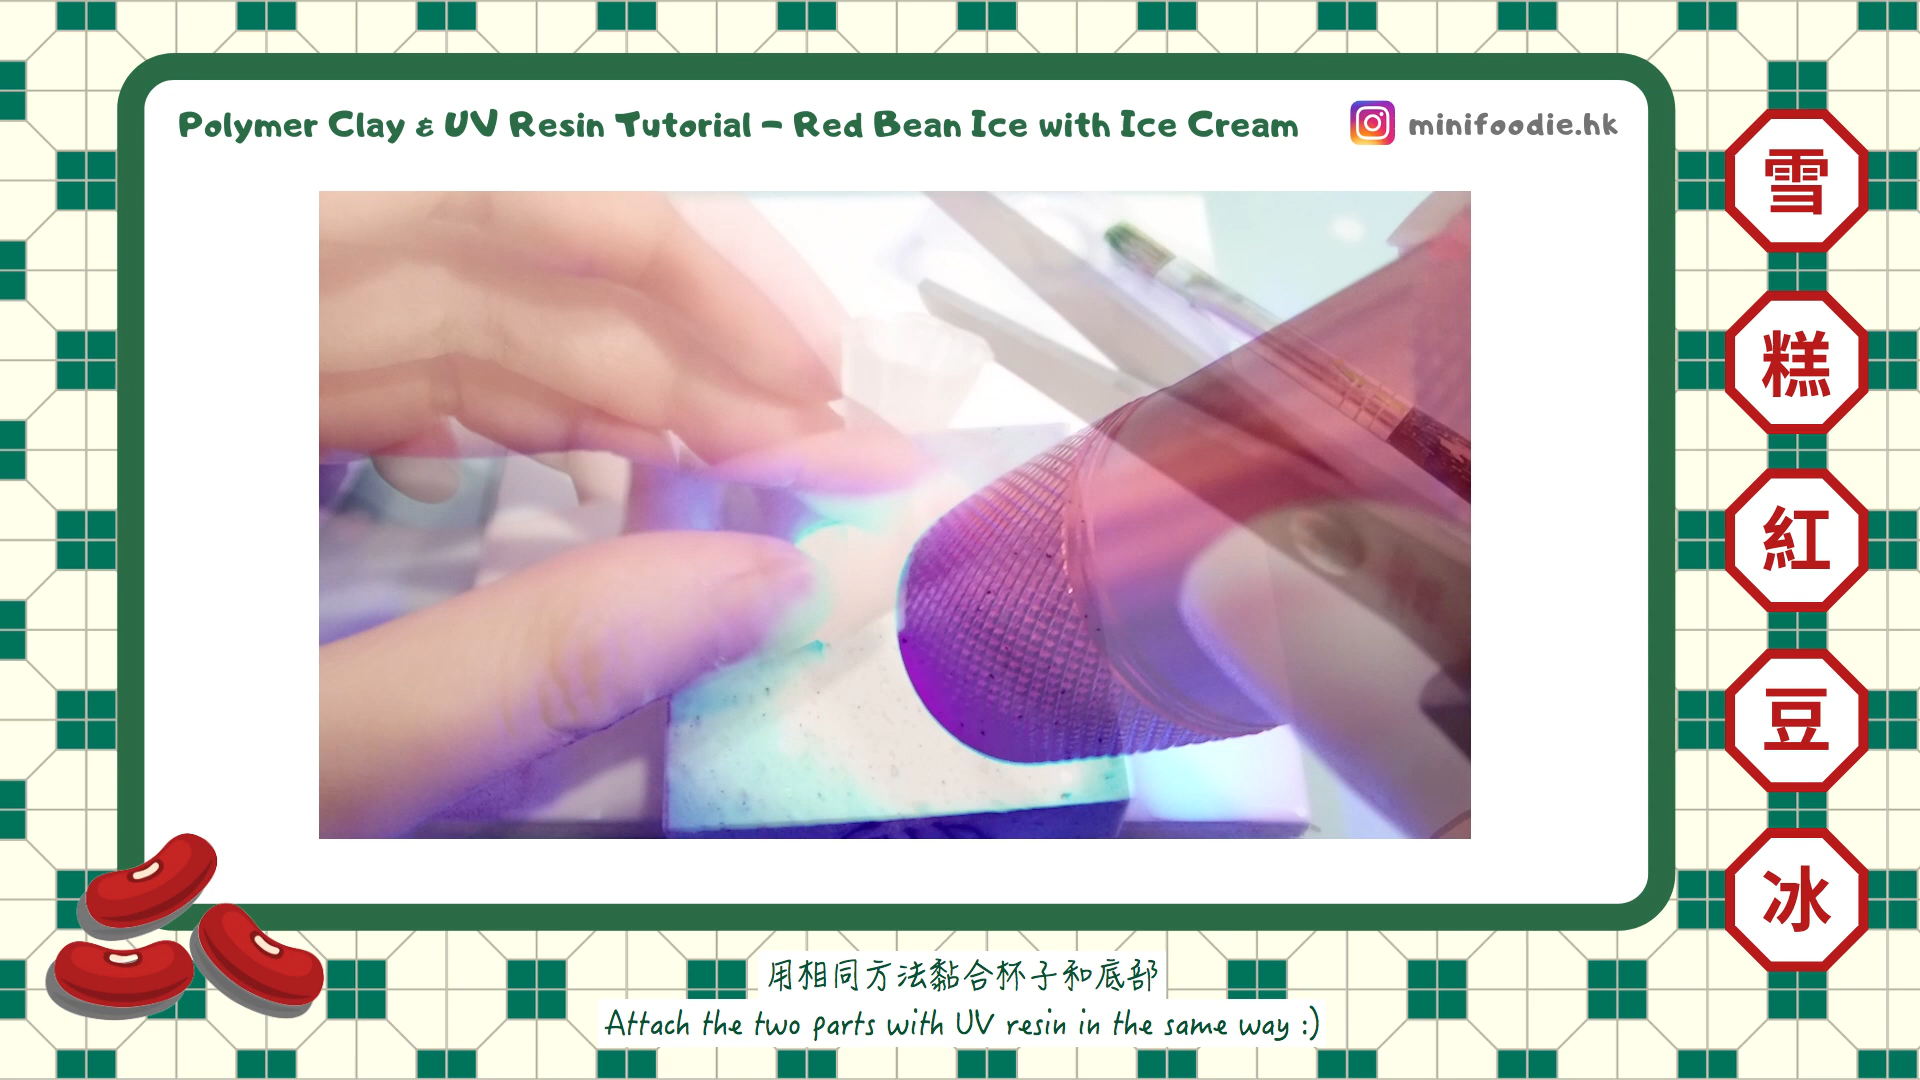 Polymer Clay & UV Resin Tutorial – Red Bean Ice with Ice Cream
minifoodie.hk
雪
糕
紅
豆
冰
用相同方法黏合杯子和底部
Attach the two parts with UV resin in the same way :)